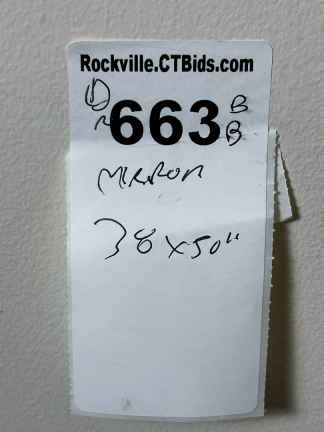 Rockville.CTBids.com
D B
~663 B
MIRROR
38x50"